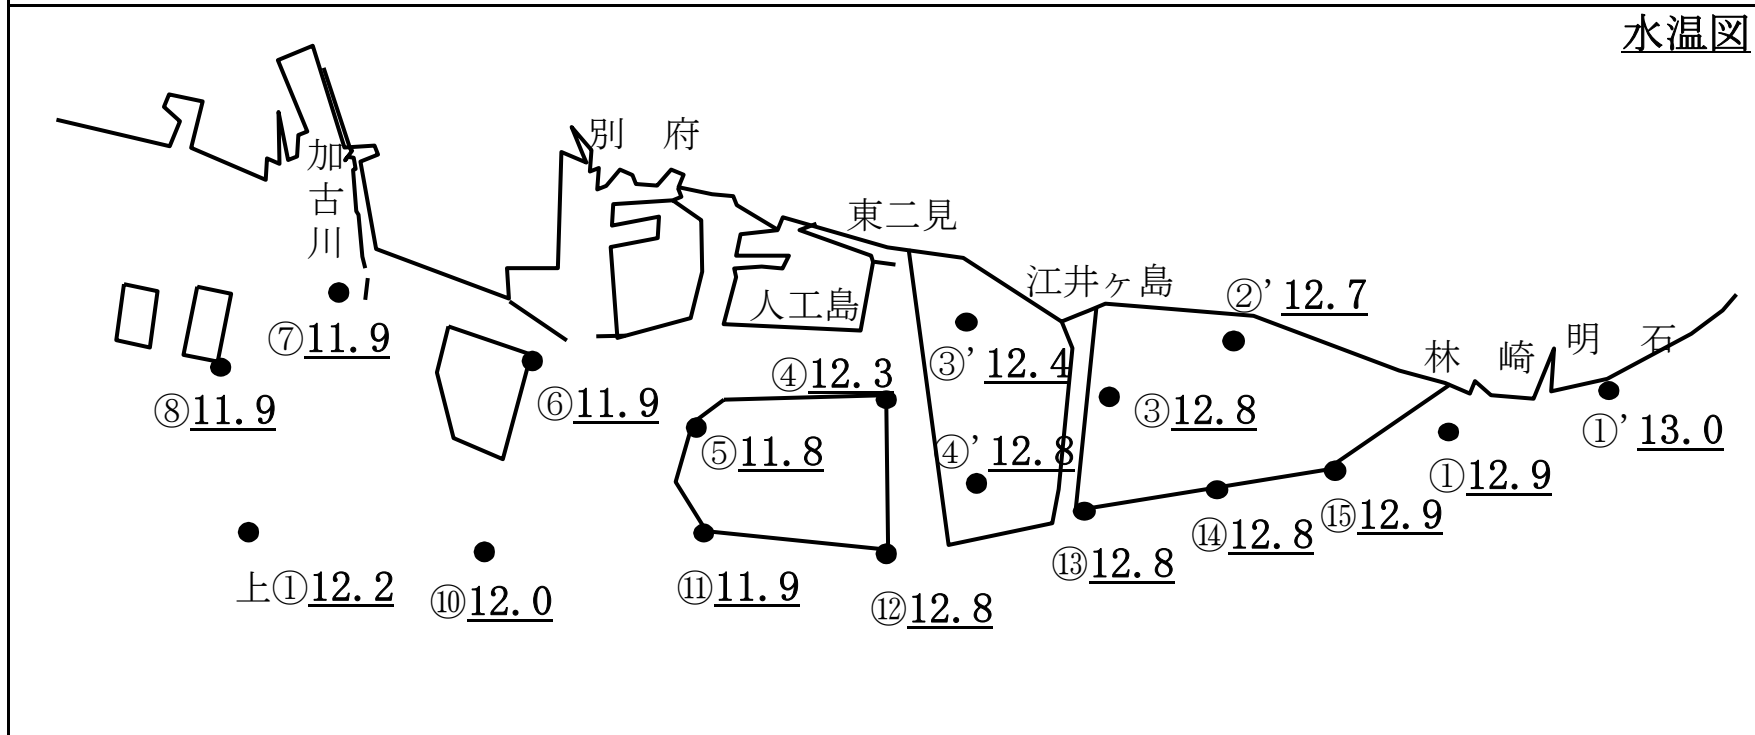 水温図
別 府
加古川
東二見
江井ヶ島
②’12.7
人工島
⑦11.9
③’12.4
林 崎
明 石
④12.3
⑧11.9
⑥11.9
③12.8
①’13.0
⑤11.8
④’12.8
①12.9
⑮12.9
⑭12.8
⑬12.8
上①12.2
⑩12.0
⑪11.9
⑫12.8